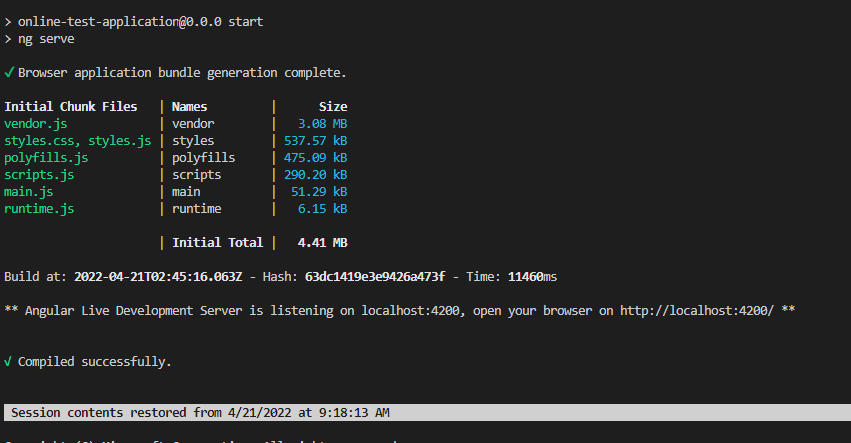 > online-test-application@0.0.0 start
> ng serve
✓ Browser application bundle generation complete.
Initial Chunk Files | Names | Size
vendor.js | vendor | 3.08 MB
styles.css, styles.js | styles | 537.57 kB
polyfills.js | polyfills | 475.09 kB
scripts.js | scripts | 290.20 kB
main.js | main | 51.29 kB
runtime.js | runtime | 6.15 kB
| Initial Total | 4.41 MB
Build at: 2022-04-21T02:45:16.063Z - Hash: 63dc1419e3e9426a473f - Time: 11460ms
** Angular Live Development Server is listening on localhost:4200, open your browser on http://localhost:4200/ **
√ Compiled successfully.
Session contents restored from 4/21/2022 at 9:18:13 AM